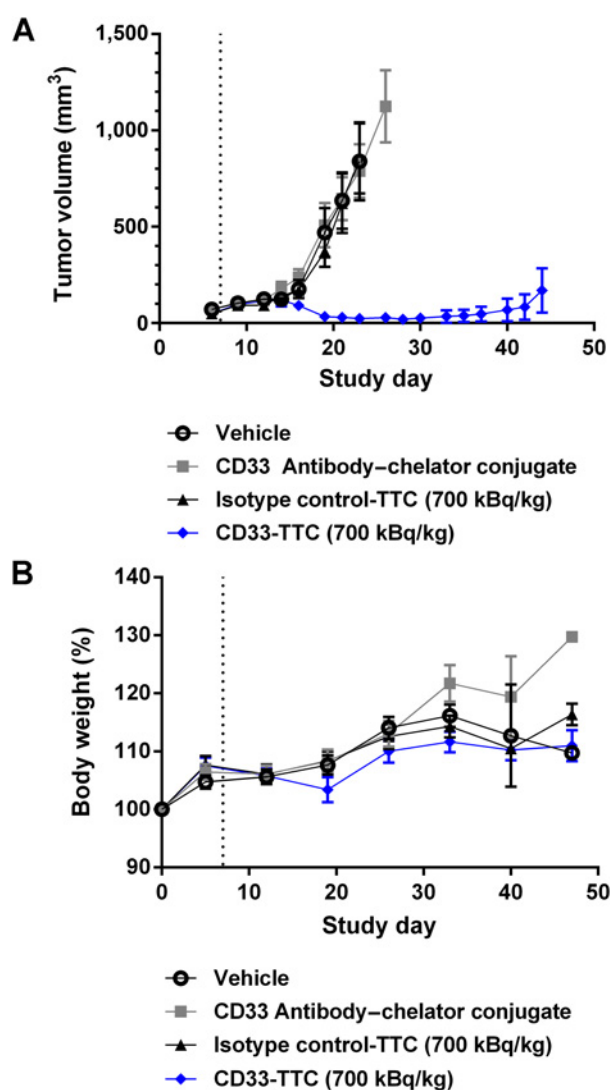 A
Tumor volume (mm³)
1,500
1,000
500
0
0 10 20 30 40 50
Study day
Vehicle
CD33 Antibody–chelator conjugate
Isotype control-TTC (700 kBq/kg)
CD33-TTC (700 kBq/kg)
B
Body weight (%)
140
130
120
110
100
90
0 10 20 30 40 50
Study day
Vehicle
CD33 Antibody–chelator conjugate
Isotype control-TTC (700 kBq/kg)
CD33-TTC (700 kBq/kg)